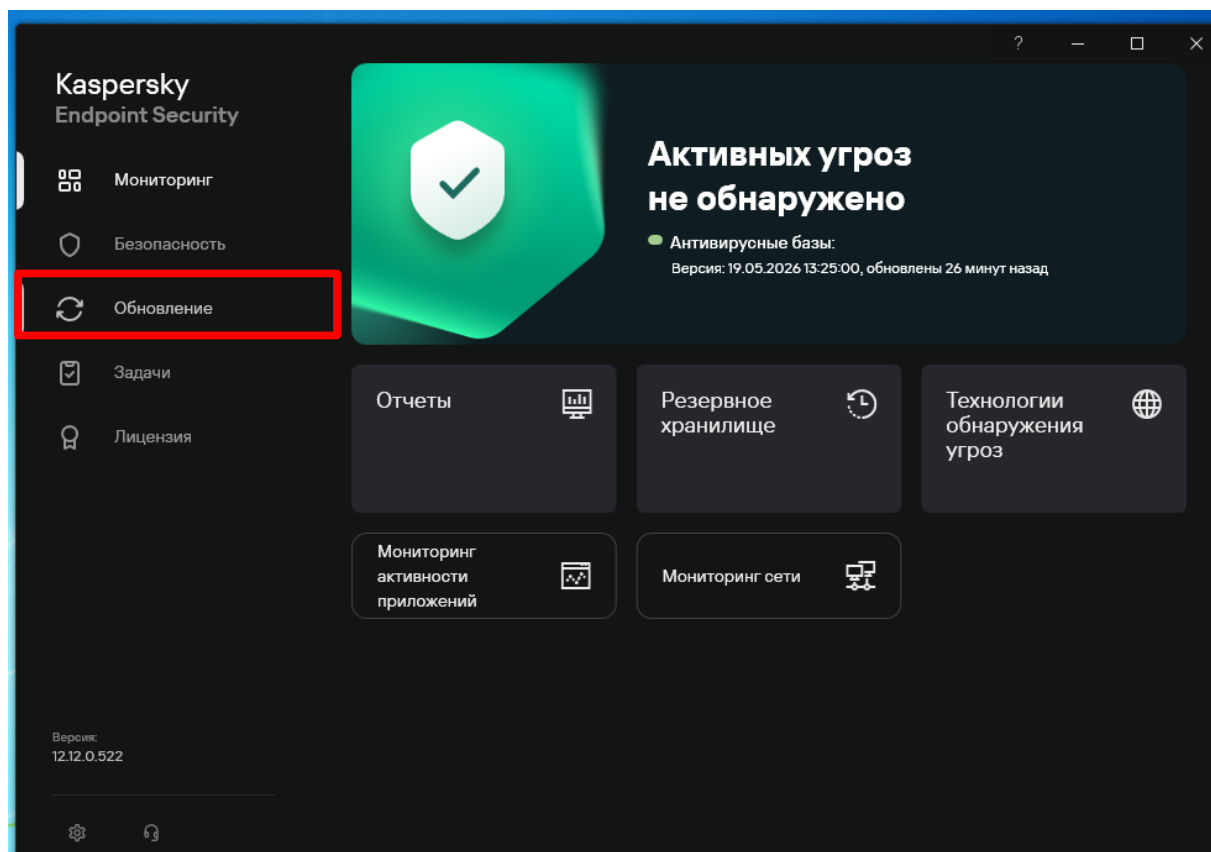 ?
Kaspersky
Endpoint Security
Мониторинг
Безопасность
Обновление
Задачи
Лицензия
Активных угроз
не обнаружено
Антивирусные базы:
Версия: 19.05.2026 13:25:00, обновлены 26 минут назад
Отчеты
Резервное
хранилище
Технологии
обнаружения
угроз
Мониторинг
активности
приложений
Мониторинг сети
Версия:
12.12.0.522